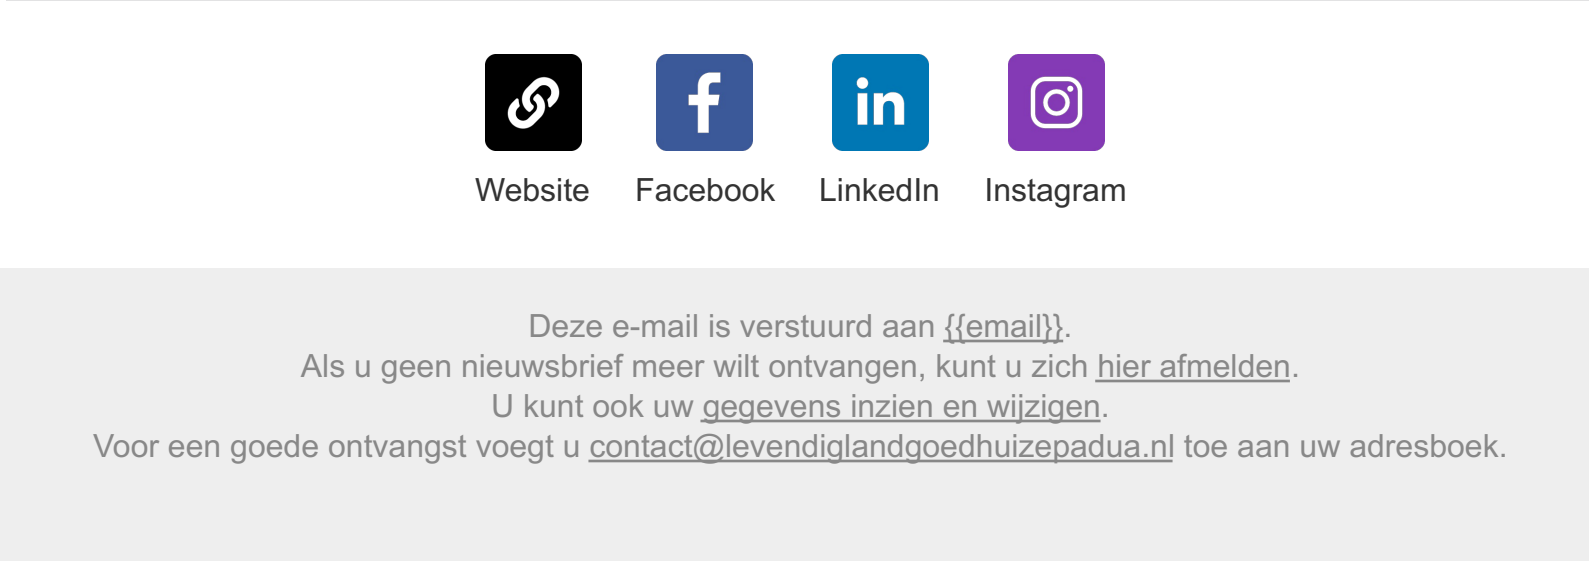 Website Facebook LinkedIn Instagram
Deze e-mail is verstuurd aan {{email}}.
Als u geen nieuwsbrief meer wilt ontvangen, kunt u zich hier afmelden.
U kunt ook uw gegevens inzien en wijzigen.
Voor een goede ontvangst voegt u contact@levendiglandgoedhuizepadua.nl toe aan uw adresboek.